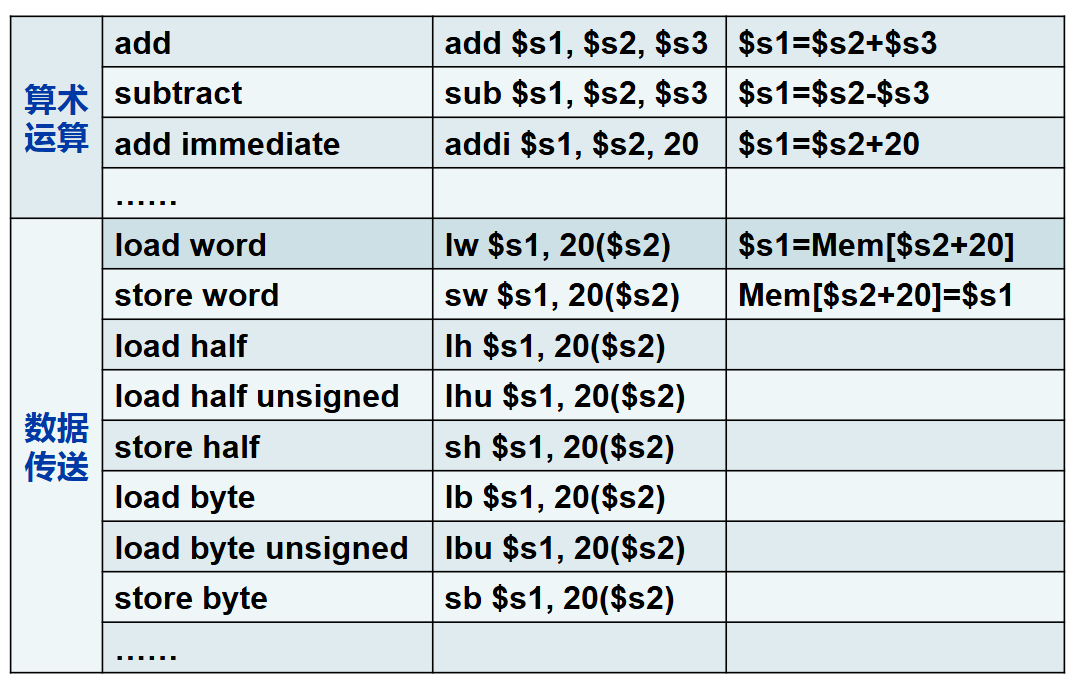 算术
运算
add
add $s1, $s2, $s3
$s1=$s2+$s3
subtract
sub $s1, $s2, $s3
$s1=$s2-$s3
add immediate
addi $s1, $s2, 20
$s1=$s2+20
……
数据
传送
load word
lw $s1, 20($s2)
$s1=Mem[$s2+20]
store word
sw $s1, 20($s2)
Mem[$s2+20]=$s1
load half
lh $s1, 20($s2)
load half unsigned
lhu $s1, 20($s2)
store half
sh $s1, 20($s2)
load byte
lb $s1, 20($s2)
load byte unsigned
lbu $s1, 20($s2)
store byte
sb $s1, 20($s2)
……